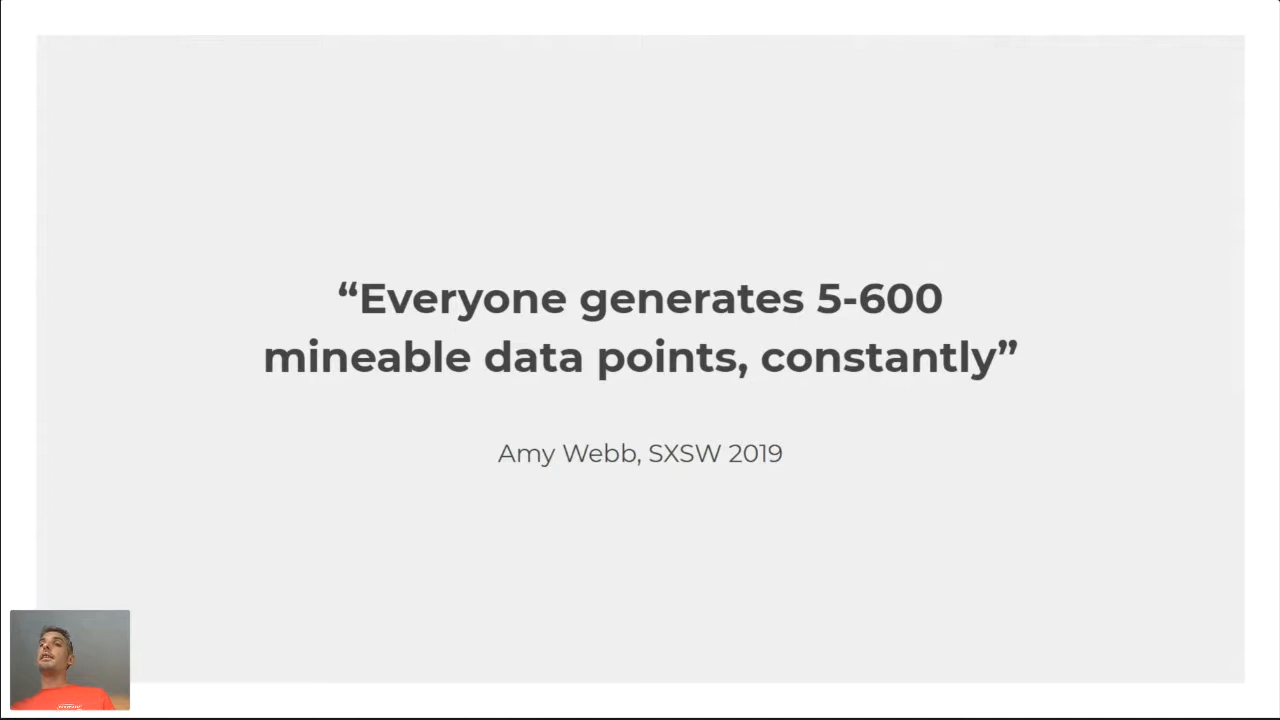 “Everyone generates 5-600
mineable data points, constantly”
Amy Webb, SXSW 2019